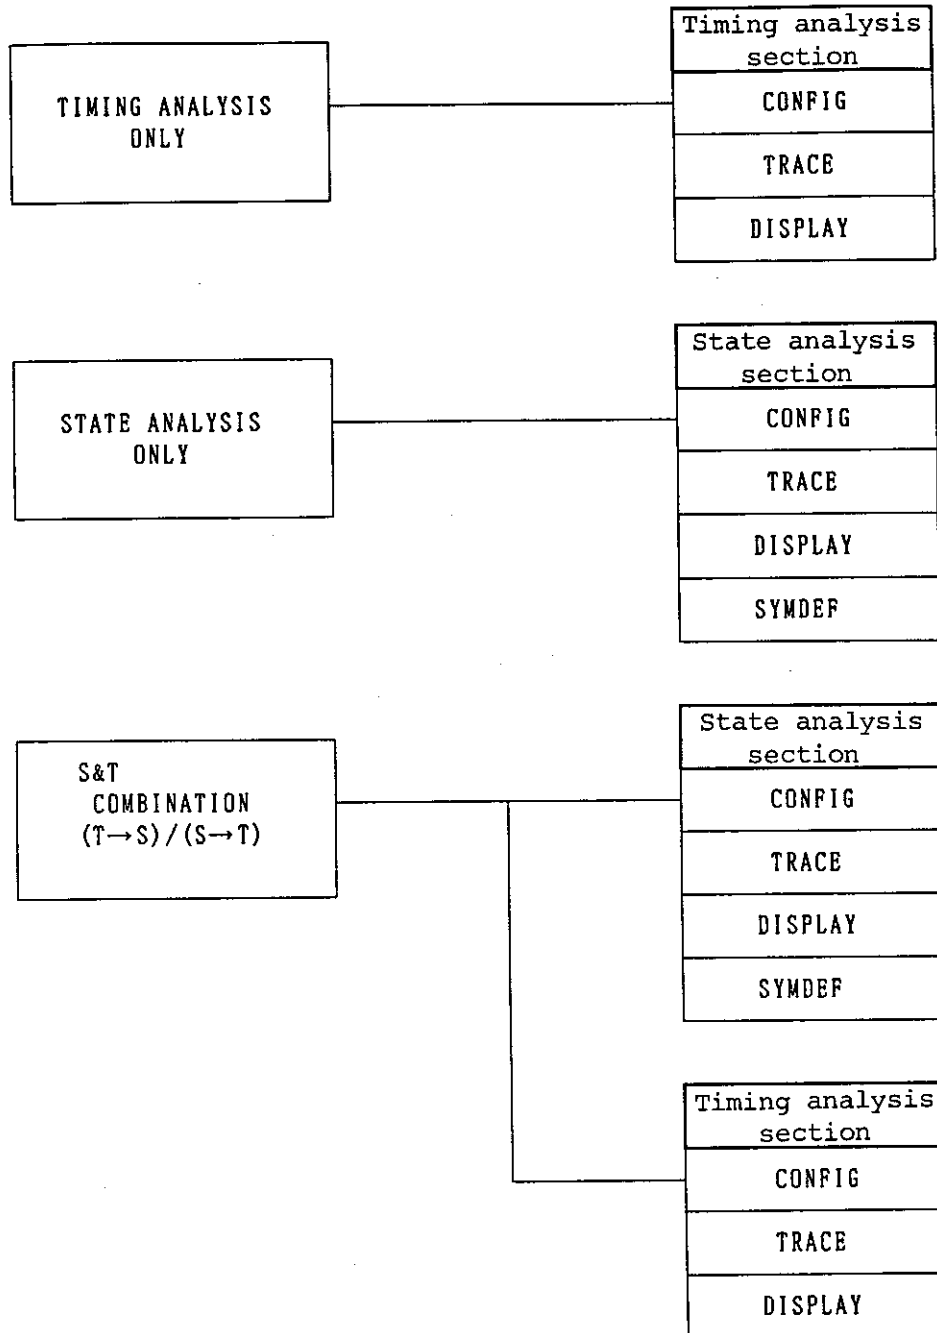 TIMING ANALYSIS
ONLY
Timing analysis
section
CONFIG
TRACE
DISPLAY
STATE ANALYSIS
ONLY
State analysis
section
CONFIG
TRACE
DISPLAY
SYMDEF
S&T
COMBINATION
(T→S)/(S→T)
State analysis
section
CONFIG
TRACE
DISPLAY
SYMDEF
Timing analysis
section
CONFIG
TRACE
DISPLAY